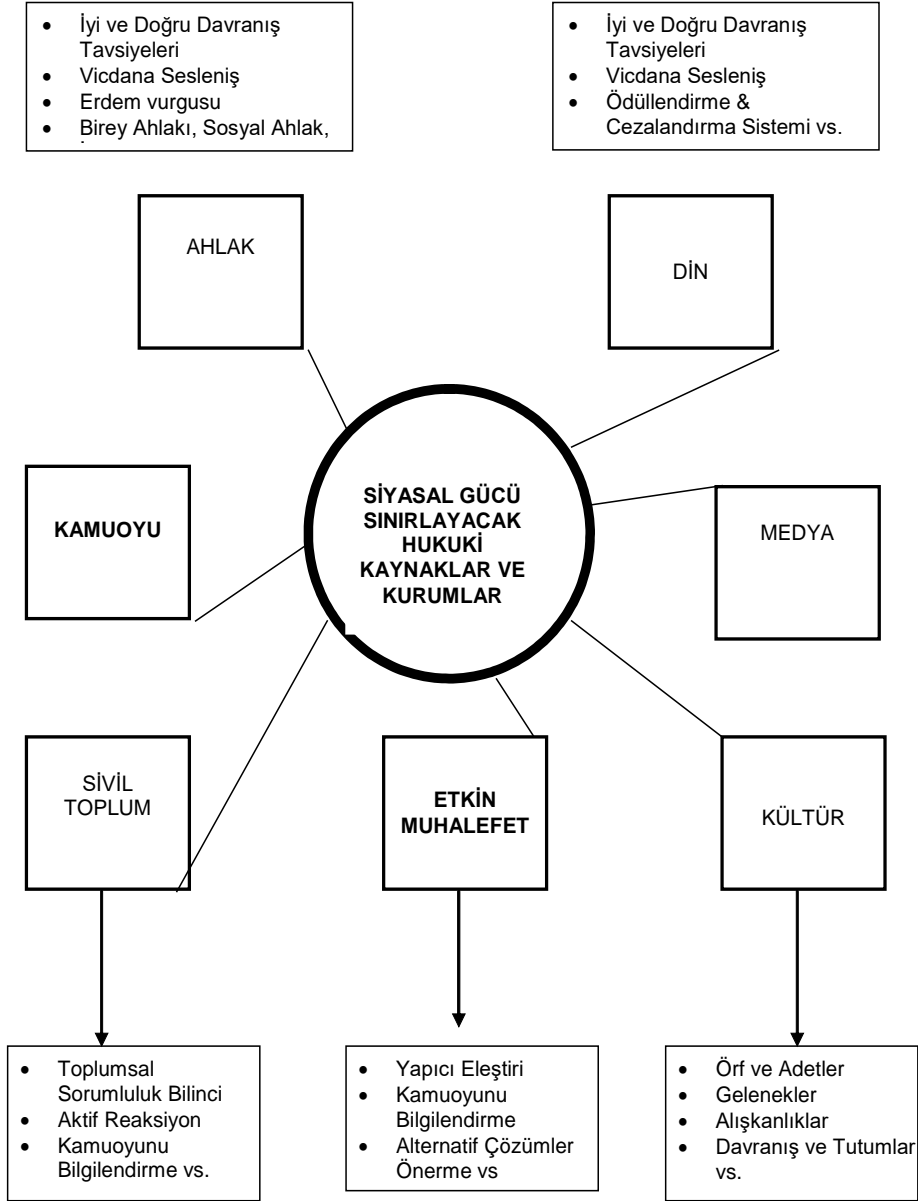 • İyi ve Doğru Davranış
Tavsiyeleri
• Vicdana Sesleniş
• Erdem vurgusu
• Birey Ahlakı, Sosyal Ahlak,
• İyi ve Doğru Davranış
Tavsiyeleri
• Vicdana Sesleniş
• Ödüllendirme &
Cezalandırma Sistemi vs.
AHLAK
DİN
KAMUOYU
SİYASAL GÜCÜ
SINIRLAYACAK
HUKUKİ
KAYNAKLAR VE
KURUMLAR
MEDYA
SİVİL
TOPLUM
ETKİN
MUHALEFET
KÜLTÜR
• Toplumsal
Sorumluluk Bilinci
• Aktif Reaksiyon
• Kamuoyunu
Bilgilendirme vs.
• Yapıcı Eleştiri
• Kamuoyunu
Bilgilendirme
• Alternatif Çözümler
Önerme vs
• Örf ve Adetler
• Gelenekler
• Alışkanlıklar
• Davranış ve Tutumlar
vs.